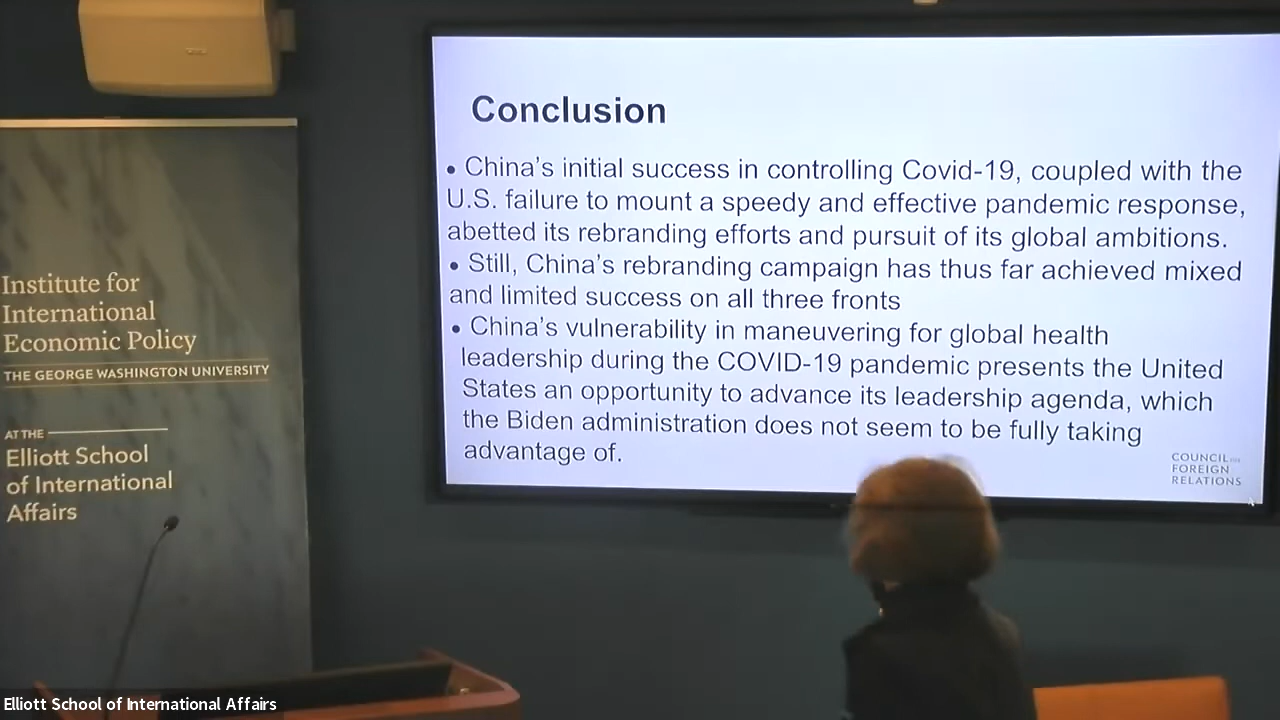 Conclusion
• China's initial success in controlling Covid-19, coupled with the
U.S. failure to mount a speedy and effective pandemic response,
abetted its rebranding efforts and pursuit of its global ambitions.
• Still, China's rebranding campaign has thus far achieved mixed
and limited success on all three fronts
• China's vulnerability in maneuvering for global health
leadership during the COVID-19 pandemic presents the United
States an opportunity to advance its leadership agenda, which
the Biden administration does not seem to be fully taking
advantage of.
COUNCIL
FOREIGN
RELATIONS
Institute for
International
Economic Policy
THE GEORGE WASHINGTON UNIVERSITY
AT THE
Elliott School
of International
Affairs
Elliott School of International Affairs